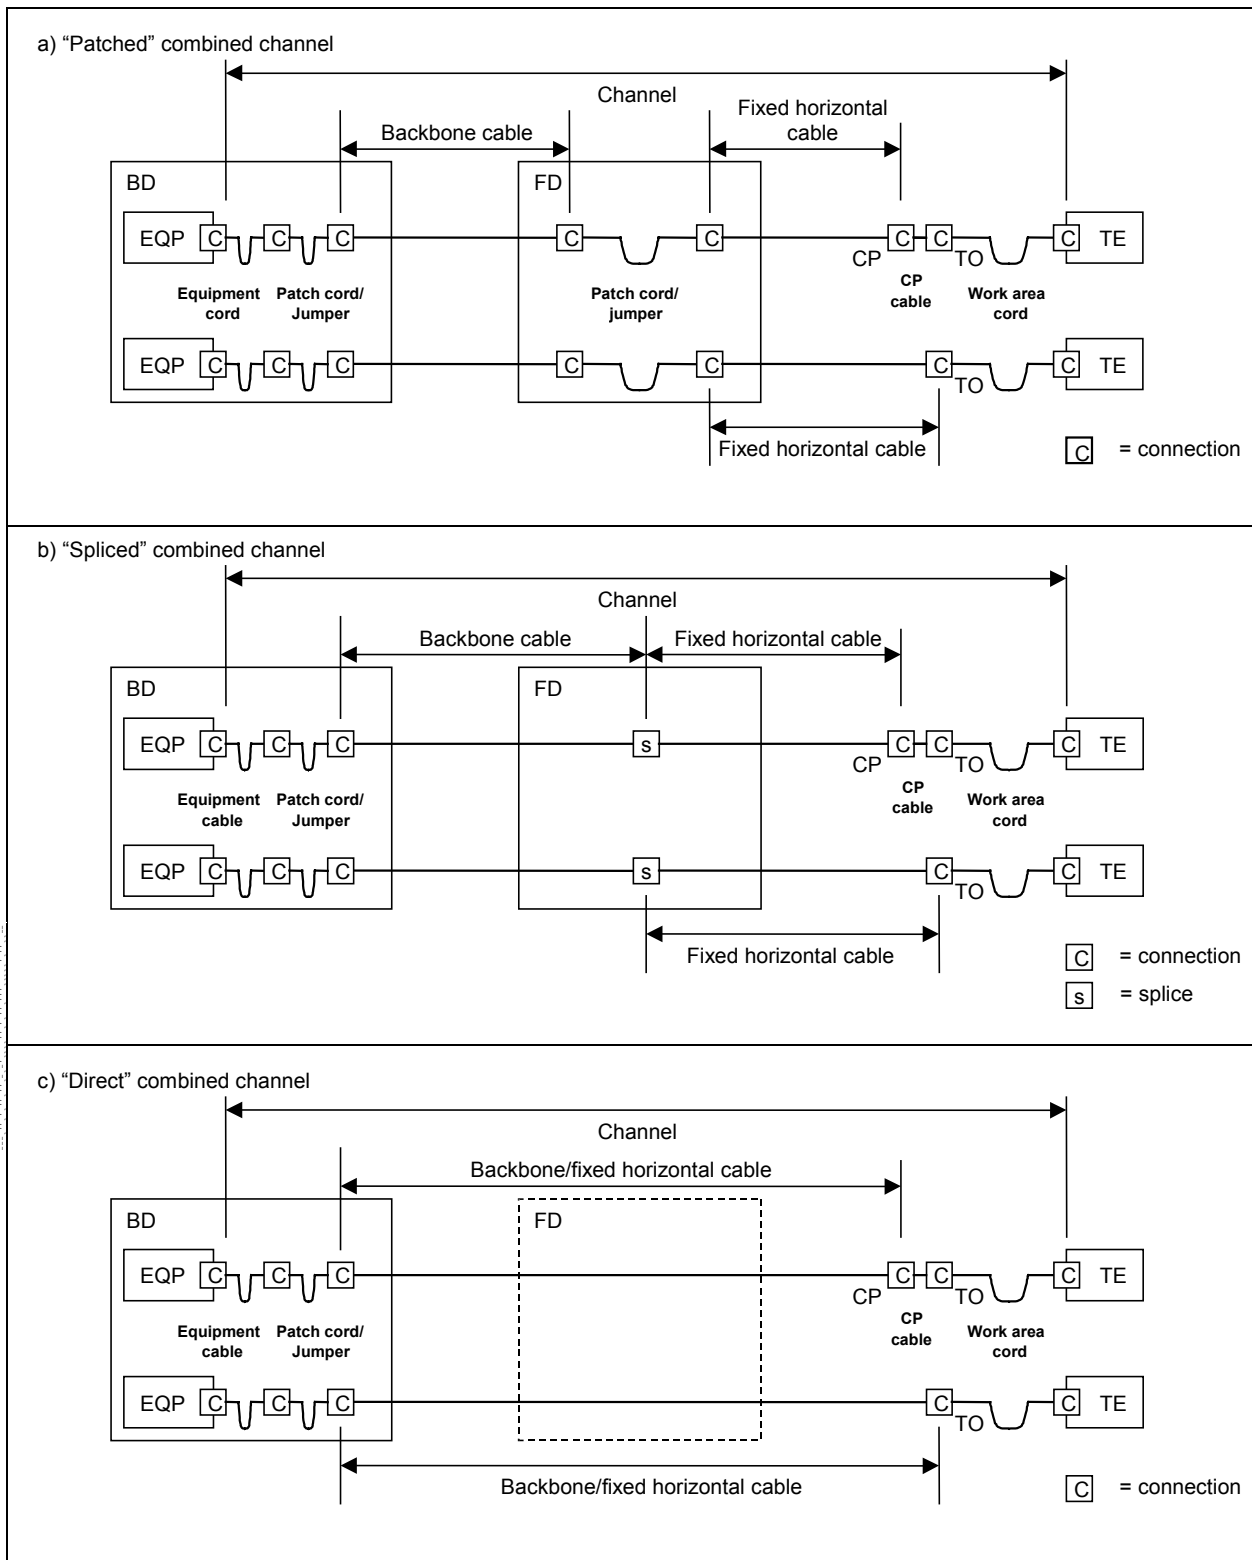 a) “Patched” combined channel
Channel
Fixed horizontal
cable
Backbone cable
BD
FD
EQP C C C C C C C C TE
CP TO
Equipment
cord
Patch cord/
Jumper
Patch cord/
jumper
CP
cable
Work area
cord
EQP C C C C C C C TE
TO
Fixed horizontal cable
C = connection
b) “Spliced” combined channel
Channel
Backbone cable
Fixed horizontal cable
BD
FD
EQP C C C s C C C TE
CP TO
Equipment
cable
Patch cord/
Jumper
CP
cable
Work area
cord
EQP C C C s C C TE
TO
Fixed horizontal cable
C = connection
s = splice
c) “Direct” combined channel
Channel
Backbone/fixed horizontal cable
BD
FD
EQP C C C C C C TE
CP TO
Equipment
cable
Patch cord/
Jumper
CP
cable
Work area
cord
EQP C C C C C TE
TO
Backbone/fixed horizontal cable
C = connection